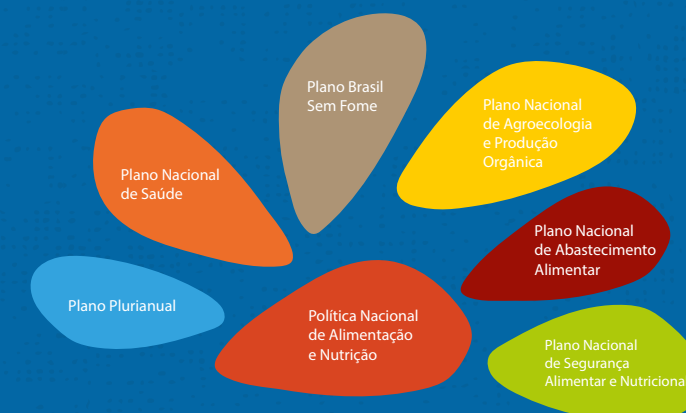 Plano Brasil
Sem Fome
Plano Nacional
de Agroecologia
e Produção
Orgânica
Plano Nacional
de Saúde
Plano Nacional
de Abastecimento
Alimentar
Plano Plurianual
Política Nacional
de Alimentação
e Nutrição
Plano Nacional
de Segurança
Alimentar e Nutriciona